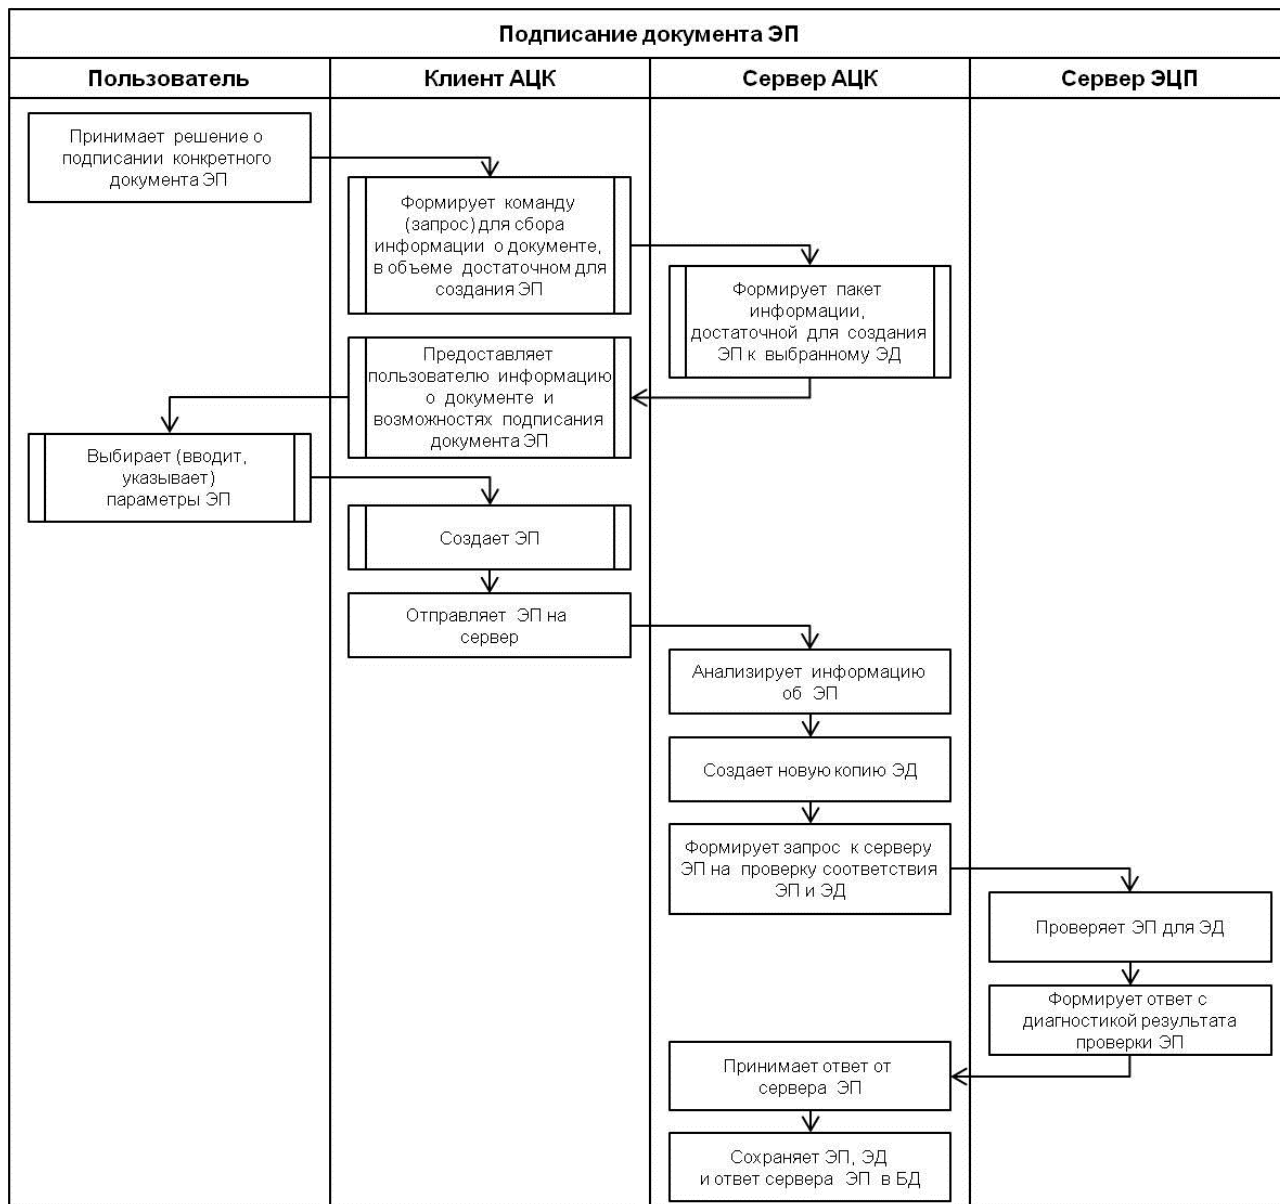 Подписание документа ЭП
Пользователь
Клиент АЦК
Сервер АЦК
Сервер ЭЦП
Принимает решение о
подписании конкретного
документа ЭП
Формирует команду
(запрос) для сбора
информации о документе,
в объеме достаточном для
создания ЭП
Формирует пакет
информации,
достаточной для создания
ЭП к выбранному ЭД
Предоставляет
пользователю информацию
о документе и
возможностях подписания
документа ЭП
Выбирает (вводит,
указывает)
параметры ЭП
Создает ЭП
Отправляет ЭП на
сервер
Анализирует информацию
об ЭП
Создает новую копию ЭД
Формирует запрос к серверу
ЭП на проверку соответствия
ЭП и ЭД
Проверяет ЭП для ЭД
Формирует ответ с
диагностикой результата
проверки ЭП
Принимает ответ от
сервера ЭП
Сохраняет ЭП, ЭД
и ответ сервера ЭП в БД